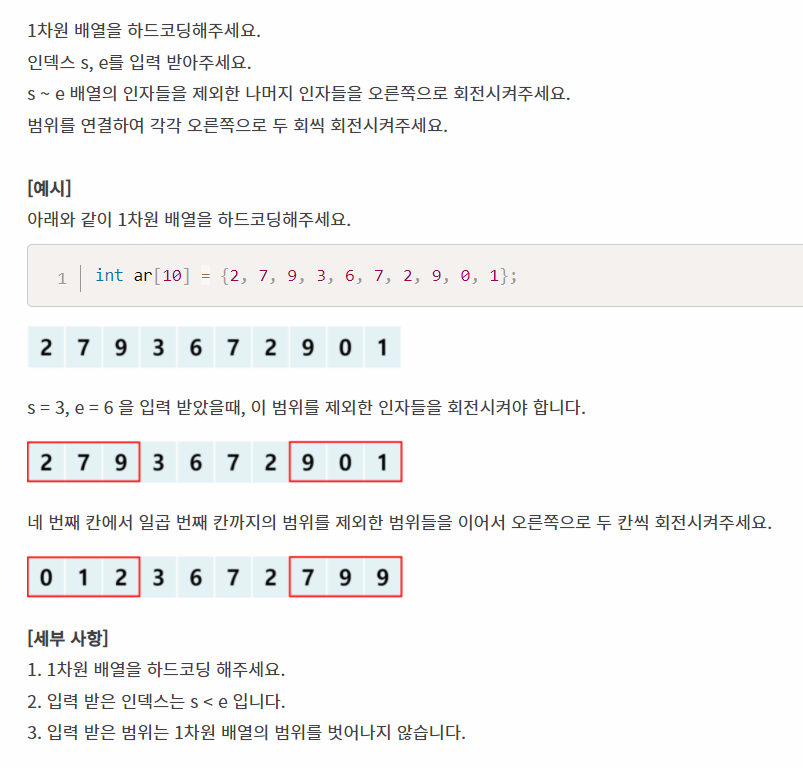 1차원 배열을 하드코딩해주세요.
인덱스 s, e를 입력 받아주세요.
s ~ e 배열의 인자들을 제외한 나머지 인자들을 오른쪽으로 회전시켜주세요.
범위를 연결하여 각각 오른쪽으로 두 회씩 회전시켜주세요.
[예시]
아래와 같이 1차원 배열을 하드코딩해주세요.
1 int ar[10] = {2, 7, 9, 3, 6, 7, 2, 9, 0, 1};
2 7 9 3 6 7 2 9 0 1
s = 3, e = 6 을 입력 받았을때, 이 범위를 제외한 인자들을 회전시켜야 합니다.
2 7 9 3 6 7 2 9 0 1
네 번째 칸에서 일곱 번째 칸까지의 범위를 제외한 범위들을 이어서 오른쪽으로 두 칸씩 회전시켜주세요.
0 1 2 3 6 7 2 7 9 9
[세부 사항]
1. 1차원 배열을 하드코딩 해주세요.
2. 입력 받은 인덱스는 s < e 입니다.
3. 입력 받은 범위는 1차원 배열의 범위를 벗어나지 않습니다.